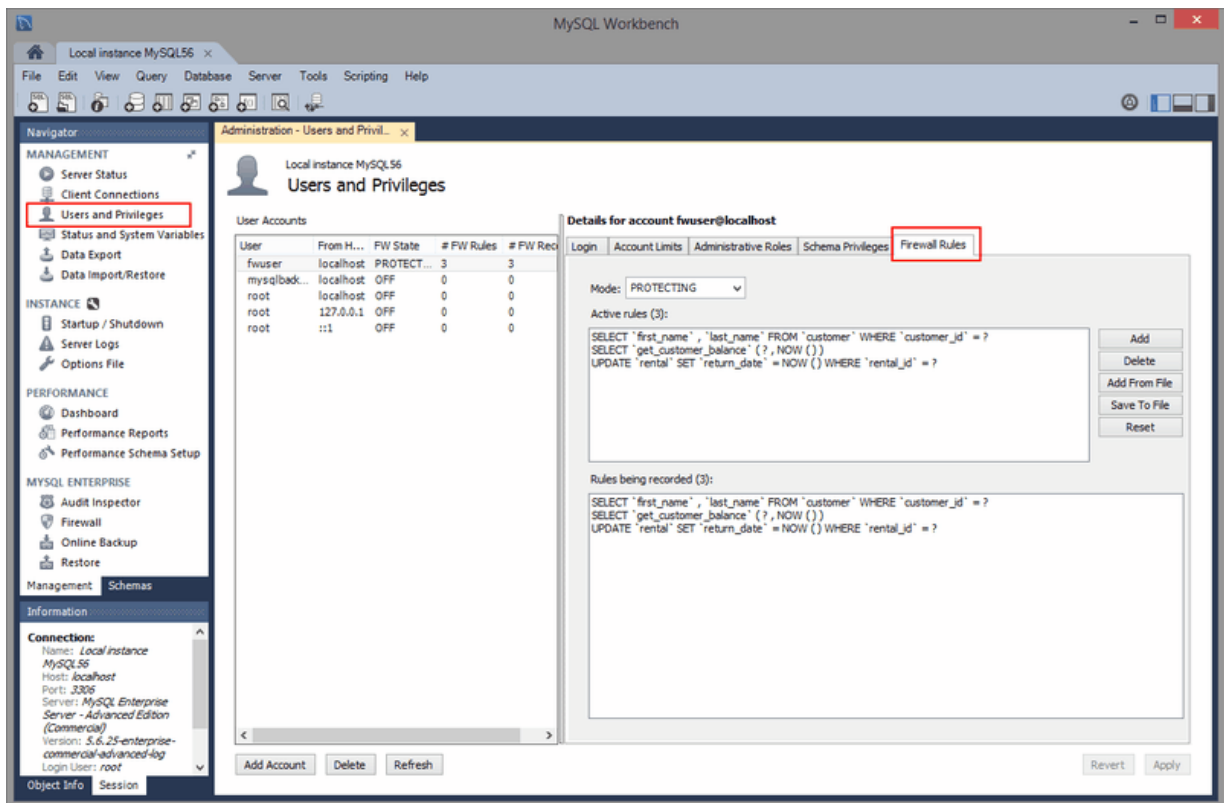 MySQL Workbench
Local instance MySQL56
File Edit View Query Database Server Tools Scripting Help
Navigator
MANAGEMENT
Server Status
Client Connections
Users and Privileges
Status and System Variables
Data Export
Data Import/Restore
INSTANCE
Startup / Shutdown
Server Logs
Options File
PERFORMANCE
Dashboard
Performance Reports
Performance Schema Setup
MYSQL ENTERPRISE
Audit Inspector
Firewall
Online Backup
Restore
Management Schemas
Information
Connection:
Name: Local instance
MySQL56
Host: localhost
Port: 3306
Server: MySQL Enterprise
Server - Advanced Edition
(Commercial)
Version: 5.6.25-enterprise-
commercial-advanced-log
Login User: root
Object Info Session
Administration - Users and Privil...
Local instance MySQL56
Users and Privileges
User Accounts
User From H... FW State # FW Rules # FW Rec
fwuser localhost PROTECT... 3 3
mysqlbac... localhost OFF 0 0
root localhost OFF 0 0
root 127.0.0.1 OFF 0 0
root ::1 OFF 0 0
Add Account Delete Refresh
Details for account fwuser@localhost
Login Account Limits Administrative Roles Schema Privileges Firewall Rules
Mode: PROTECTING
Active rules (3):
SELECT `first_name` , `last_name` FROM `customer` WHERE `customer_id` = ?
SELECT `get_customer_balance` ( ? , NOW ( ) )
UPDATE `rental` SET `return_date` = NOW ( ) WHERE `rental_id` = ?
Add
Delete
Add From File
Save To File
Reset
Rules being recorded (3):
SELECT `first_name` , `last_name` FROM `customer` WHERE `customer_id` = ?
SELECT `get_customer_balance` ( ? , NOW ( ) )
UPDATE `rental` SET `return_date` = NOW ( ) WHERE `rental_id` = ?
Revert Apply